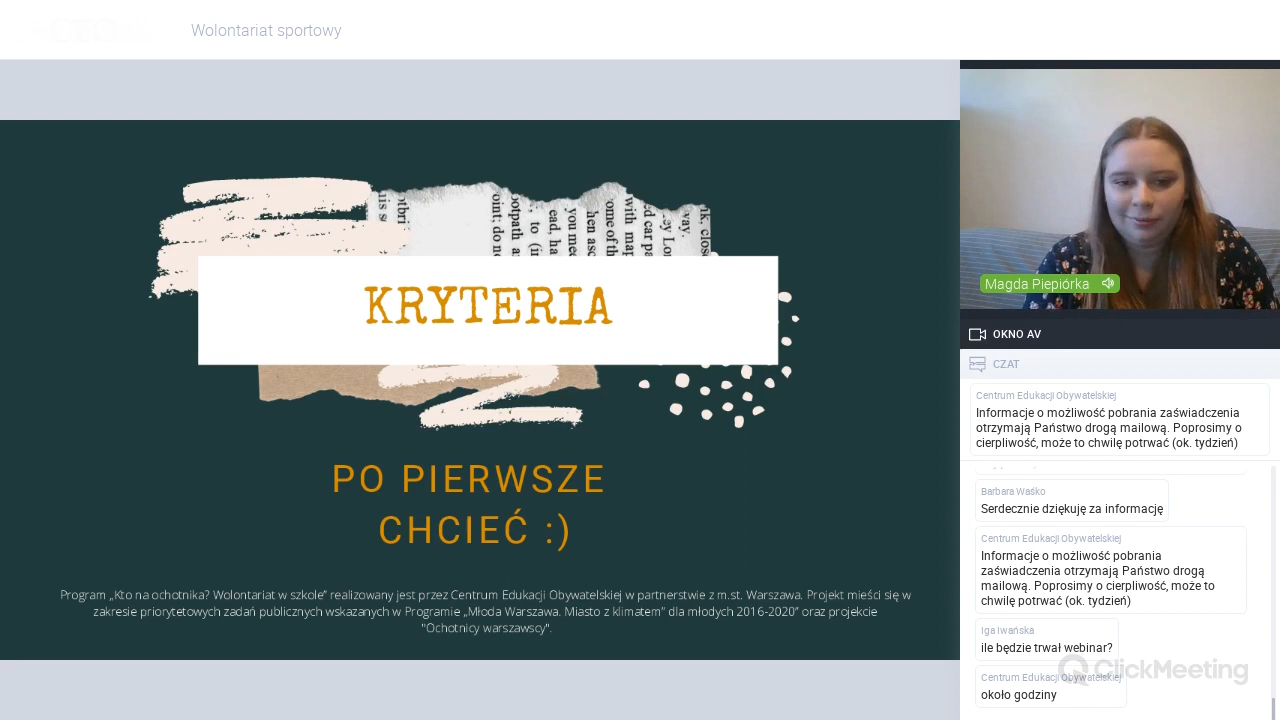 Wolontariat sportowy
KRYTERIA
PO PIERWSZE
CHCIEĆ :)
Program „Kto na ochotnika? Wolontariat w szkole” realizowany jest przez Centrum Edukacji Obywatelskiej w partnerstwie z m.st. Warszawa. Projekt mieści się w
zakresie priorytetowych zadań publicznych wskazanych w Programie „Młoda Warszawa. Miasto z klimatem” dla młodych 2016-2020” oraz projekcie
"Ochotnicy warszawscy".
Magda Piepiórka
OKNO AV
CZAT
Centrum Edukacji Obywatelskiej
Informacje o możliwość pobrania zaświadczenia
otrzymają Państwo drogą mailową. Poprosimy o
cierpliwość, może to chwilę potrwać (ok. tydzień)
Barbara Waśko
Serdecznie dziękuję za informację
Centrum Edukacji Obywatelskiej
Informacje o możliwość pobrania
zaświadczenia otrzymają Państwo drogą
mailową. Poprosimy o cierpliwość, może to
chwilę potrwać (ok. tydzień)
Iga Iwańska
ile będzie trwał webinar?
Centrum Edukacji Obywatelskiej
około godziny
ClickMeeting